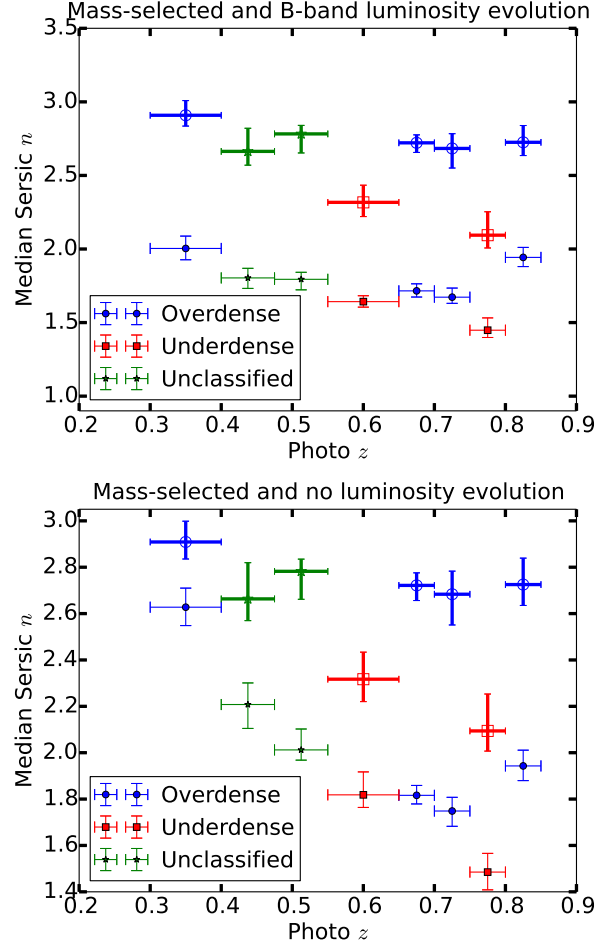 Mass-selected and B-band luminosity evolution
3.5
3.0
2.5
2.0
1.5
1.0
Median Sersic n
Overdense
Underdense
Unclassified
0.2 0.3 0.4 0.5 0.6 0.7 0.8 0.9
Photo z
Mass-selected and no luminosity evolution
3.0
2.8
2.6
2.4
2.2
2.0
1.8
1.6
1.4
Median Sersic n
Overdense
Underdense
Unclassified
0.2 0.3 0.4 0.5 0.6 0.7 0.8 0.9
Photo z